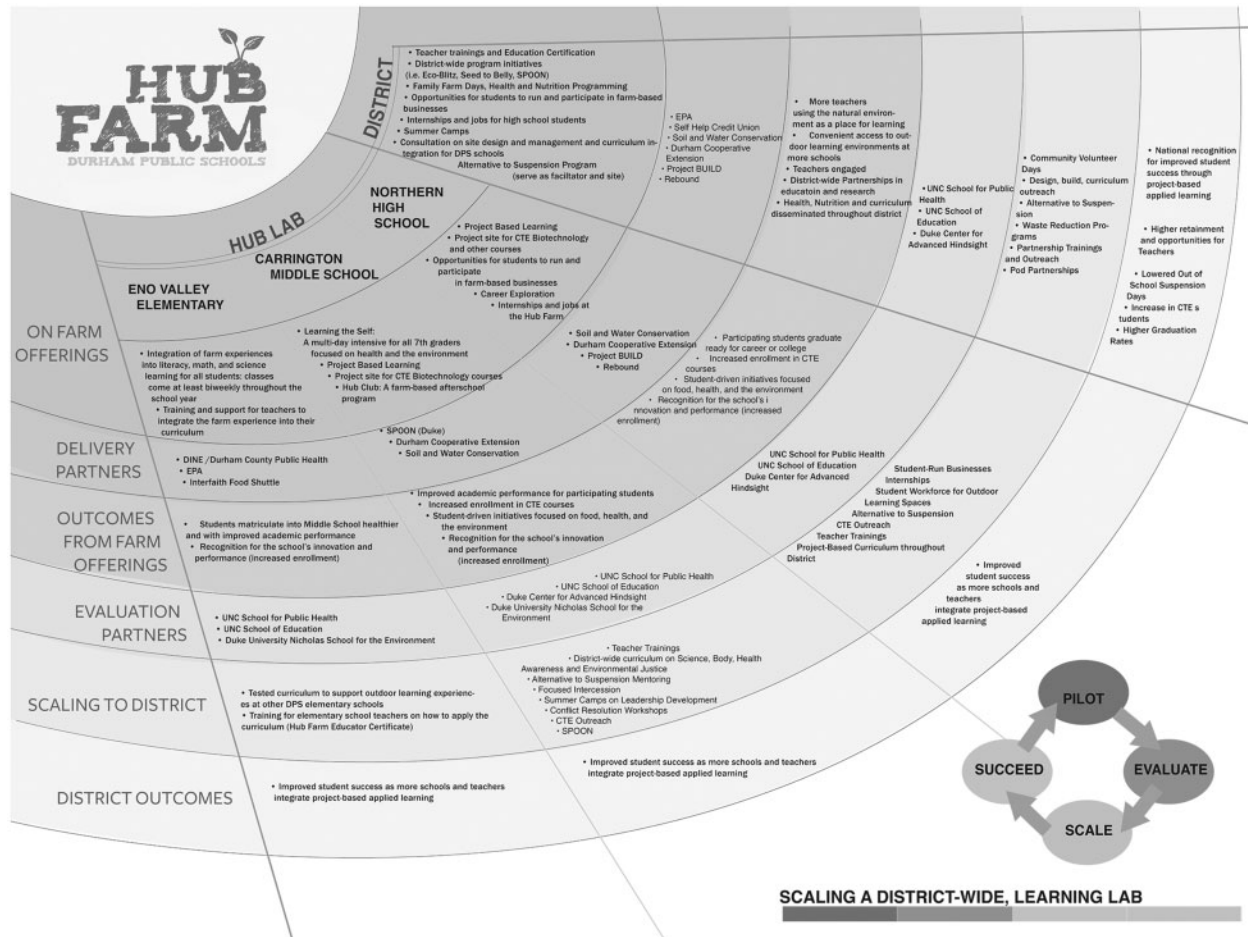 HUB
FARM
DURHAM PUBLIC SCHOOLS
DISTRICT
• Teacher trainings and Education Certification
• District-wide program initiatives
(i.e. Eco-Blitz, Seed to Belly, SPOON)
• Family Farm Days, Health and Nutrition Programming
• Opportunities for students to run and participate in farm-based
businesses
• Internships and jobs for high school students
• Summer Camps
• Consultation on site design and management and curriculum in-
tegration for DPS schools
Alternative to Suspension Program
(serve as faciltator and site)
• EPA
• Self Help Credit Union
• Soil and Water Conservation
• Durham Cooperative
Extension
• Project BUILD
• Rebound
• More teachers
using the natural environ-
ment as a place for learning
• Convenient access to out-
door learning environments at
more schools
• Teachers engaged
• District-wide Partnerships in
educatoin and research
• Health, Nutrition and curriculum
disseminated throughout district
• UNC School for Public
Health
• UNC School of
Education
• Duke Center for
Advanced Hindsight
• Community Volunteer
Days
• Design, build, curriculum
outreach
• Alternative to Suspen-
sion
• Waste Reduction Pro-
grams
• Partnership Trainings
and Outreach
• Pod Partnerships
• National recognition
for improved student
success through
project-based
applied learning
• Higher retainment
and opportunities for
Teachers
• Lowered Out of
School Suspension
Days
• Increase in CTE s
tudents
• Higher Graduation
Rates
HUB LAB
NORTHERN
HIGH
SCHOOL
• Project Based Learning
• Project site for CTE Biotechnology
and other courses
• Opportunities for students to run and
participate
in farm-based businesses
• Career Exploration
• Internships and jobs at
the Hub Farm
• Soil and Water Conservation
• Durham Cooperative Extension
• Project BUILD
• Rebound
• Participating students graduate
ready for career or college
• Increased enrollment in CTE
courses
• Student-driven initiatives focused
on food, health, and the environment
• Recognition for the school's i
nnovation and performance (increased
enrollment)
UNC School for Public Health
UNC School of Education
Duke Center for Advanced
Hindsight
Student-Run Businesses
Internships
Student Workforce for Outdoor
Learning Spaces
Alternative to Suspension
CTE Outreach
Teacher Trainings
Project-Based Curriculum throughout
District
• Improved
student success
as more schools and
teachers
integrate project-based
applied learning
CARRINGTON
MIDDLE SCHOOL
• Learning the Self:
A multi-day intensive for all 7th graders
focused on health and the environment
• Project Based Learning
• Project site for CTE Biotechnology courses
• Hub Club: A farm-based afterschool
program
• SPOON (Duke)
• Durham Cooperative Extension
• Soil and Water Conservation
• Improved academic performance for participating students
• Increased enrollment in CTE courses
• Student-driven initiatives focused on food, health, and
the environment
• Recognition for the school's innovation
and performance
(increased enrollment)
• UNC School for Public Health
• UNC School of Education
• Duke Center for Advanced Hindsight
• Duke University Nicholas School for the
Environment
• Teacher Trainings
• District-wide curriculum on Science, Body, Health
Awareness and Environmental Justice
• Alternative to Suspension Mentoring
• Focused Intercession
• Summer Camps on Leadership Development
• Conflict Resolution Workshops
• CTE Outreach
• SPOON
• Improved student success as more schools and teachers
integrate project-based applied learning
ENO VALLEY
ELEMENTARY
• Integration of farm experiences
into literacy, math, and science
learning for all students: classes
come at least biweekly throughout the
school year
• Training and support for teachers to
integrate the farm experience into their
curriculum
• DINE /Durham County Public Health
• EPA
• Interfaith Food Shuttle
• Students matriculate into Middle School healthier
and with improved academic performance
• Recognition for the school's innovation and
performance (increased enrollment)
• UNC School for Public Health
• UNC School of Education
• Duke University Nicholas School for the Environment
• Tested curriculum to support outdoor learning experienc-
es at other DPS elementary schools
• Training for elementary school teachers on how to apply the
curriculum (Hub Farm Educator Certificate)
• Improved student success as more schools and teachers
integrate project-based applied learning
ON FARM
OFFERINGS
DELIVERY
PARTNERS
OUTCOMES
FROM FARM
OFFERINGS
EVALUATION
PARTNERS
SCALING TO DISTRICT
DISTRICT OUTCOMES
PILOT
EVALUATE
SCALE
SUCCEED
SCALING A DISTRICT-WIDE, LEARNING LAB